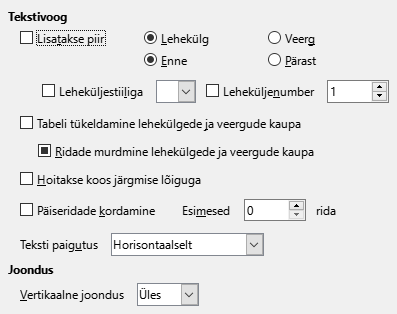 Tekstivoog
Lisatakse piir Lehekülg Veerg
Enne Pärast
Leheküljestiiliga Leheküljenumber 1
Tabeli tükeldamine lehekülgede ja veergude kaupa
Ridade murdmine lehekülgede ja veergude kaupa
Hoitakse koos järgmise lõiguga
Päiseridade kordamine Esimesed 0 rida
Teksti paigutus Horisontaalselt
Joondus
Vertikaalne joondus Üles